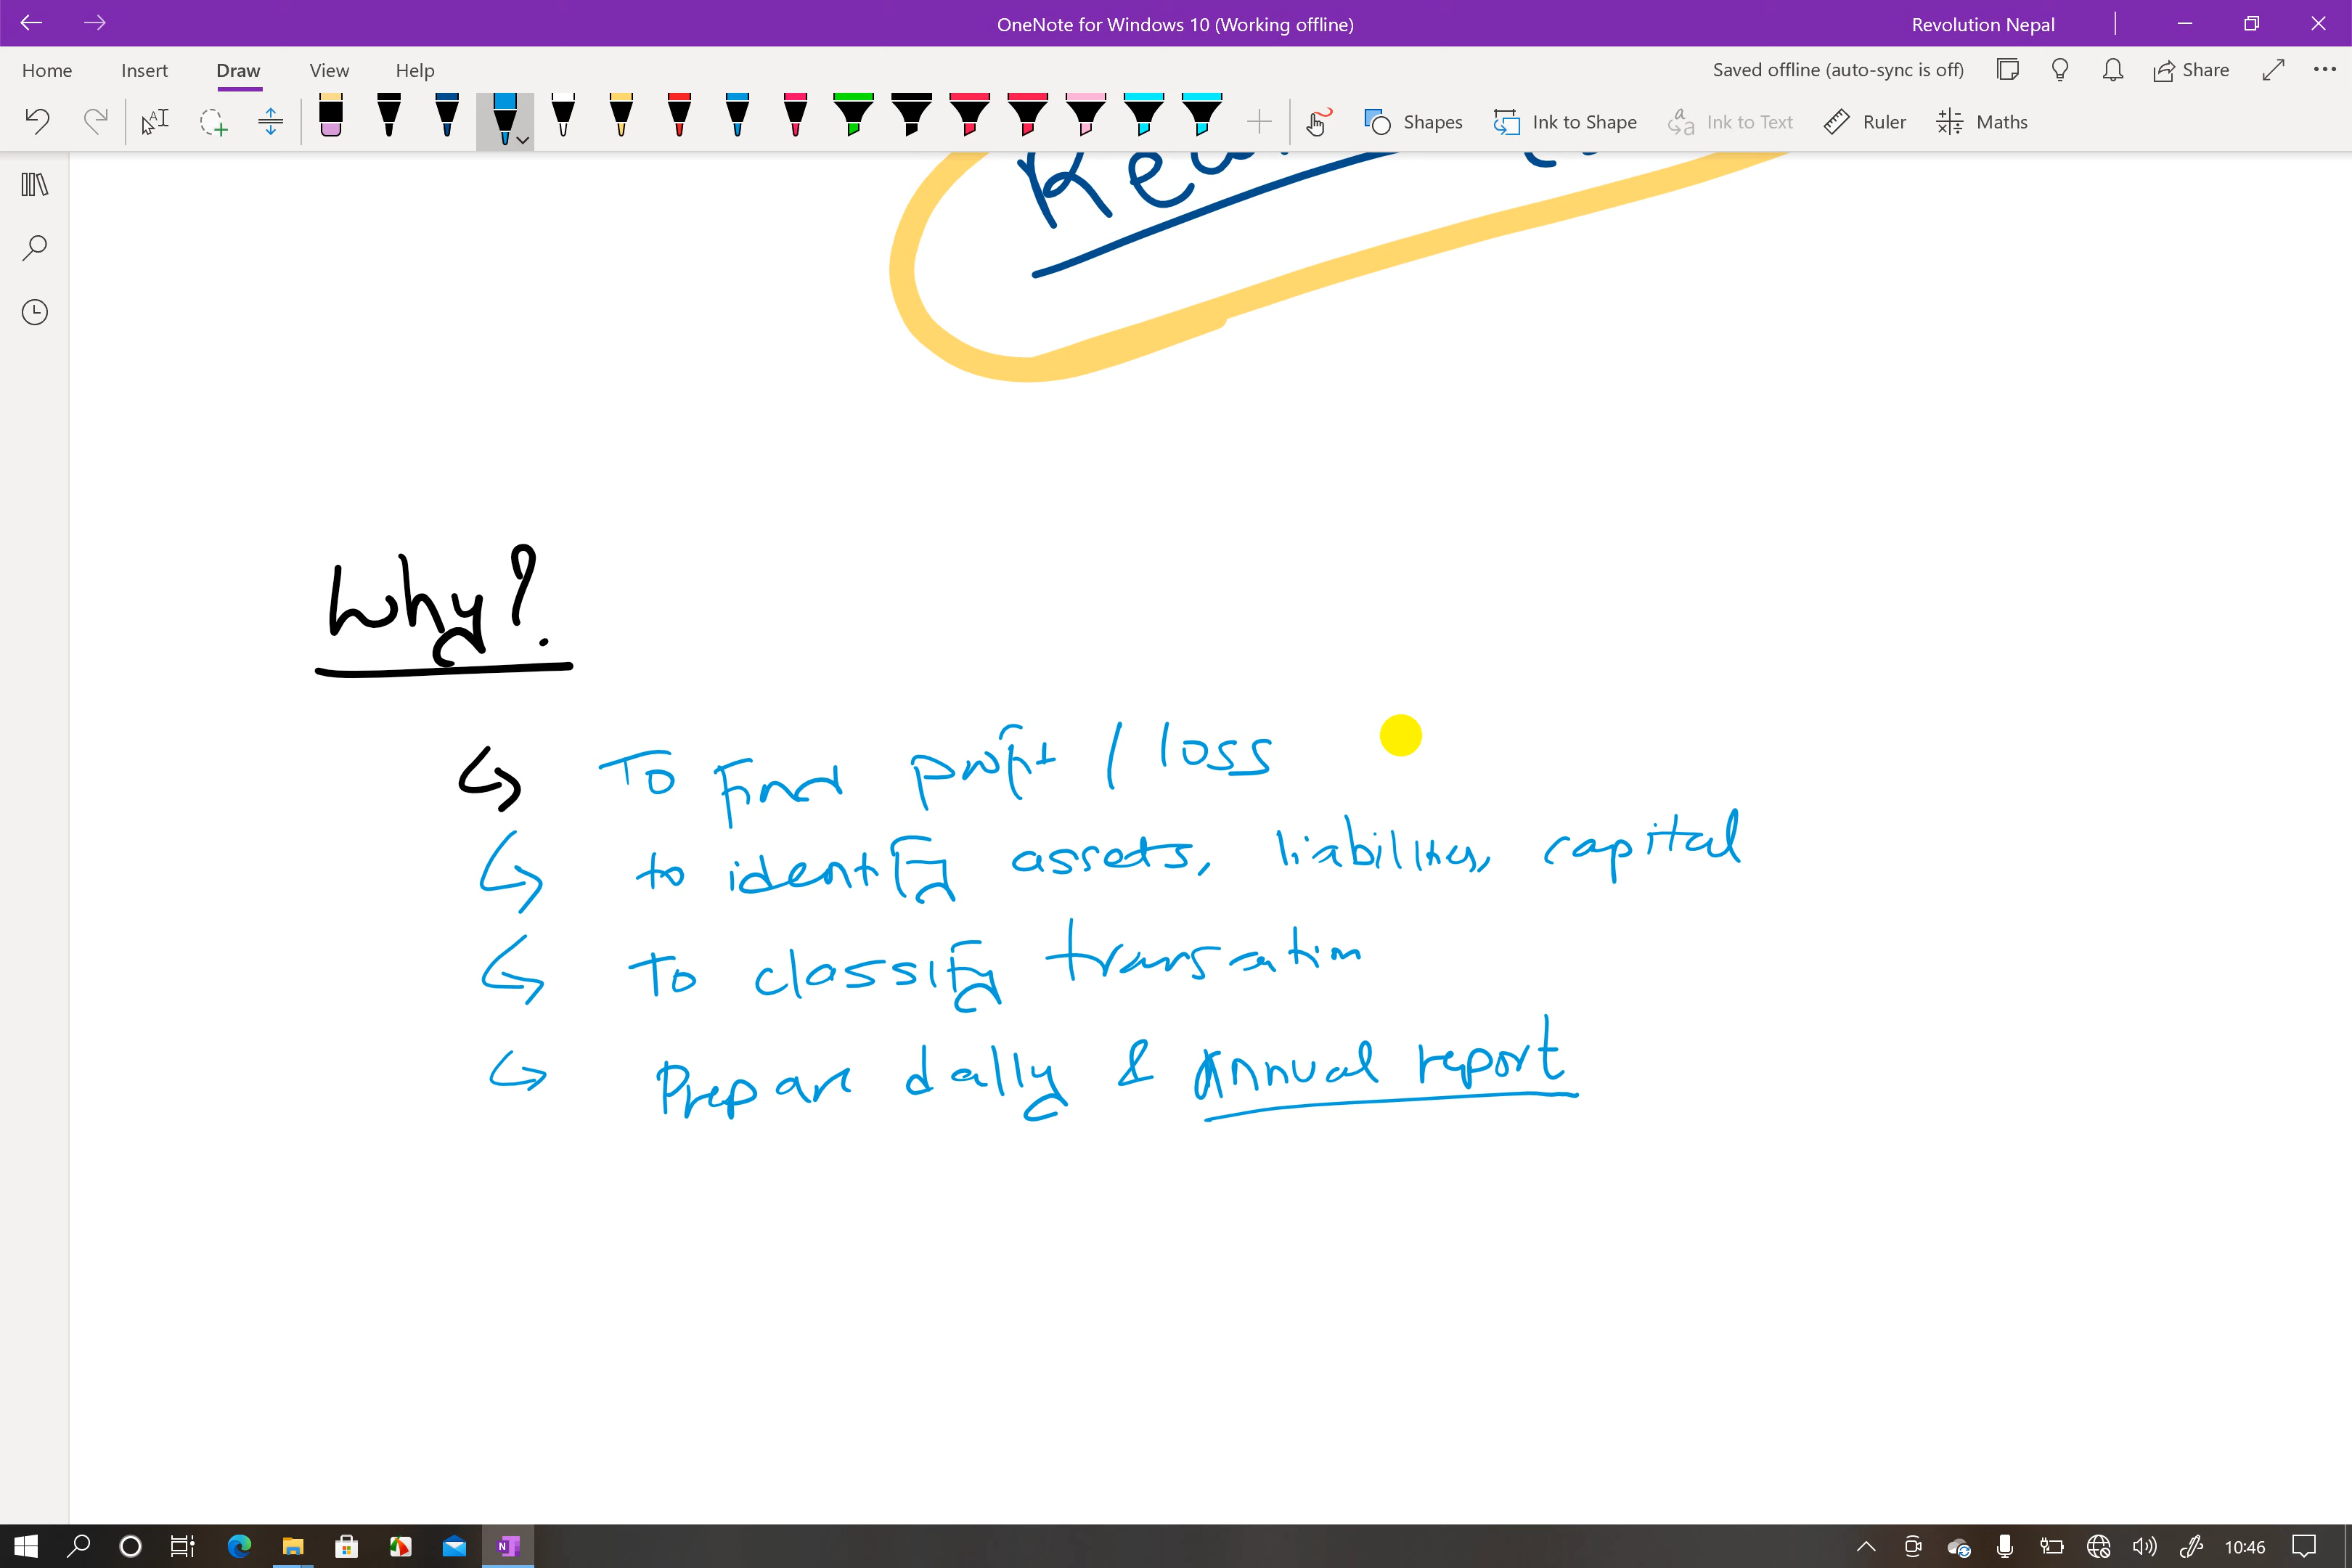 OneNote for Windows 10 (Working offline) Revolution Nepal
Home Insert Draw View Help Saved offline (auto-sync is off) Share
Shapes Ink to Shape Ink to Text Ruler Maths
Why?
To find profit / loss
to identify assets, liabilities, capital
To classify transation
Prepare daily & Annual report
10:46